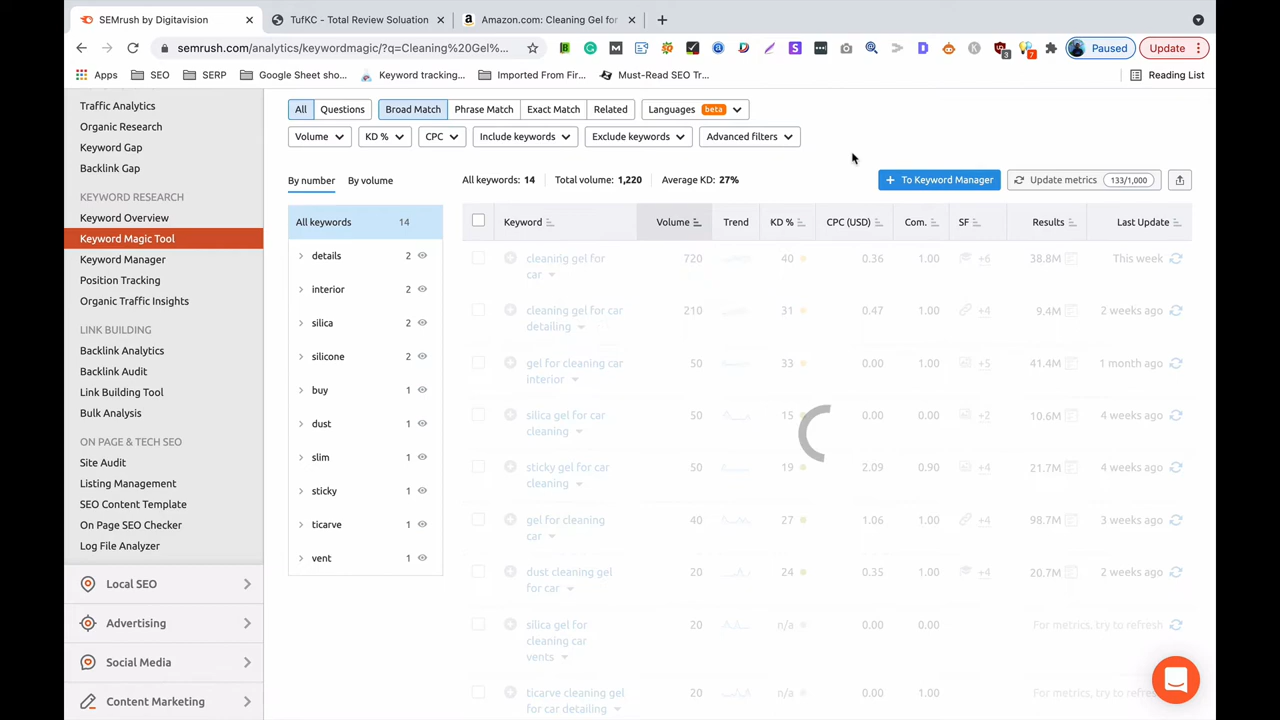 SEMrush by Digitavision
TufKC - Total Review Soluation
Amazon.com: Cleaning Gel for
semrush.com/analytics/keywordmagic/?q=Cleaning%20Gel%...
Paused
Update
Apps
SEO
SERP
Google Sheet sho...
Keyword tracking,...
Imported From Fir...
Must-Read SEO Tr...
Reading List
Traffic Analytics
Organic Research
Keyword Gap
Backlink Gap
KEYWORD RESEARCH
Keyword Overview
Keyword Magic Tool
Keyword Manager
Position Tracking
Organic Traffic Insights
LINK BUILDING
Backlink Analytics
Backlink Audit
Link Building Tool
Bulk Analysis
ON PAGE & TECH SEO
Site Audit
Listing Management
SEO Content Template
On Page SEO Checker
Log File Analyzer
Local SEO
Advertising
Social Media
Content Marketing
All Questions Broad Match Phrase Match Exact Match Related Languages beta
Volume KD % CPC Include keywords Exclude keywords Advanced filters
By number By volume
All keywords: 14 Total volume: 1,220 Average KD: 27%
+ To Keyword Manager Update metrics 133/1,000
All keywords 14
details 2
interior 2
silica 2
silicone 2
buy 1
dust 1
slim 1
sticky 1
ticarve 1
vent 1
Keyword Volume Trend KD % CPC (USD) Com. SF Results Last Update
cleaning gel for car 720 40 0.36 1.00 +6 38.8M This week
cleaning gel for car detailing 210 31 0.47 1.00 +4 9.4M 2 weeks ago
gel for cleaning car interior 50 33 0.00 1.00 +5 41.4M 1 month ago
silica gel for car cleaning 50 15 0.00 0.00 +2 10.6M 4 weeks ago
sticky gel for car cleaning 50 19 2.09 0.90 +4 21.7M 4 weeks ago
gel for cleaning car 40 27 1.06 1.00 +4 98.7M 3 weeks ago
dust cleaning gel for car 20 24 0.35 1.00 +4 20.7M 2 weeks ago
silica gel for cleaning car vents 20 n/a 0.00 0.00 For metrics, try to refresh
ticarve cleaning gel for car detailing 20 n/a 0.00 1.00 For metrics, try to refresh